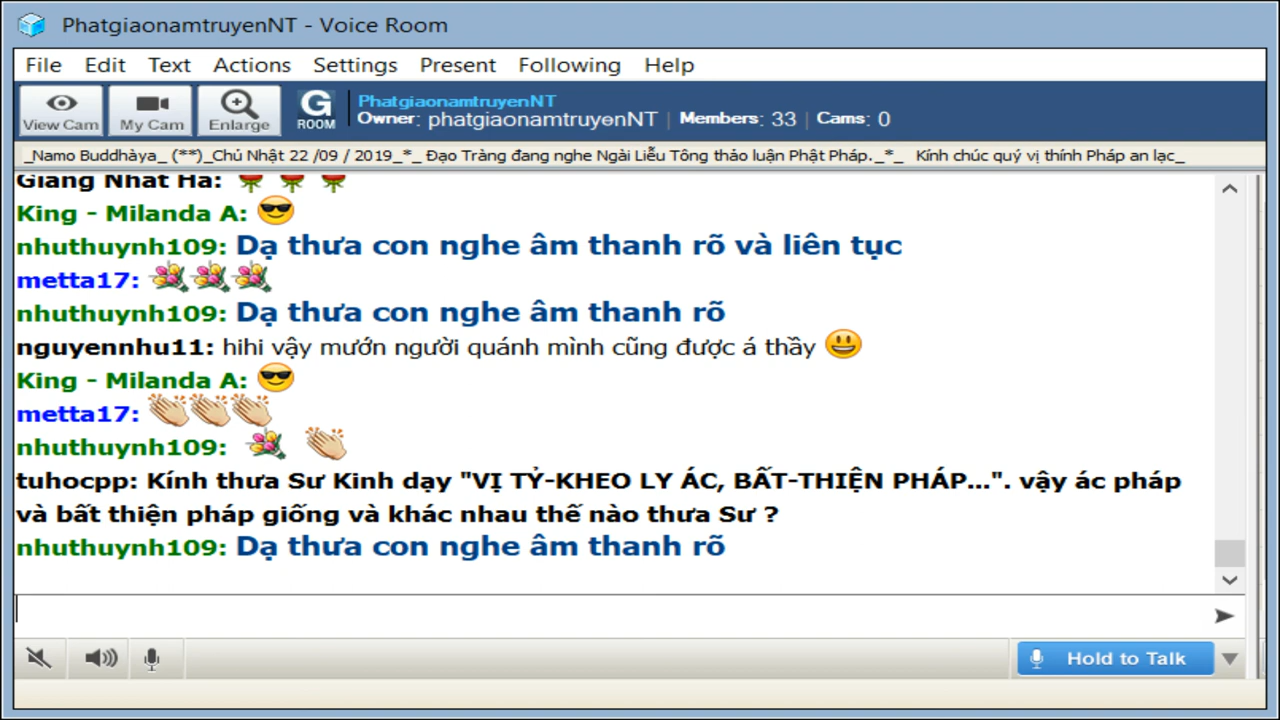 PhatgiaonamtruyenNT - Voice Room
File Edit Text Actions Settings Present Following Help
View Cam My Cam Enlarge G ROOM PhatgiaonamtruyenNT
Owner: phatgiaonamtruyenNT | Members: 33 | Cams: 0
_Namo Buddhàya_ (**)_Chủ Nhật 22 /09 / 2019_*_ Đạo Tràng đang nghe Ngài Liễu Tông thảo luận Phật Pháp._*_ Kính chúc quý vị thính Pháp an lạc_
Giang Nhat Ha:
King - Milanda A:
nhuthuynh109: Dạ thưa con nghe âm thanh rõ và liên tục
metta17:
nhuthuynh109: Dạ thưa con nghe âm thanh rõ
nguyennhu11: hihi vậy mướn người quánh mình cũng được á thầy
King - Milanda A:
metta17:
nhuthuynh109:
tuhocpp: Kính thưa Sư Kinh dạy "VỊ TỶ-KHEO LY ÁC, BẤT-THIỆN PHÁP...". vậy ác pháp
và bất thiện pháp giống và khác nhau thế nào thưa Sư ?
nhuthuynh109: Dạ thưa con nghe âm thanh rõ
Hold to Talk